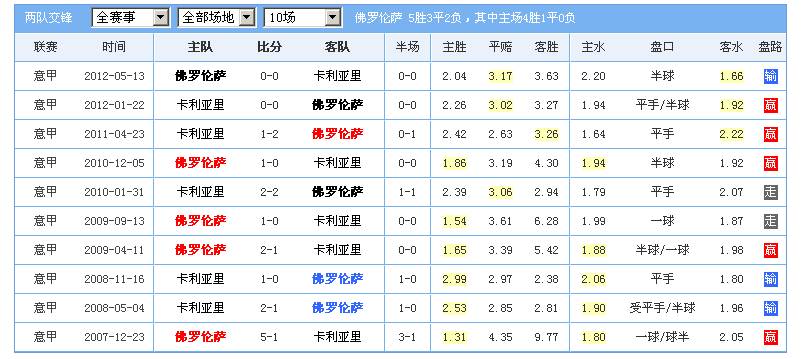 两队交锋 全赛事 全部场地 10场 佛罗伦萨 5胜3平2负，其中主场4胜1平0负
联赛 时间 主队 比分 客队 半场 主胜 平赔 客胜 主水 盘口 客水 盘路
意甲 2012-05-13 佛罗伦萨 0-0 卡利亚里 0-0 2.04 3.17 3.63 2.20 半球 1.66 输
意甲 2012-01-22 卡利亚里 0-0 佛罗伦萨 0-0 2.26 3.02 3.27 1.94 平手/半球 1.92 赢
意甲 2011-04-23 卡利亚里 1-2 佛罗伦萨 0-1 2.42 2.63 3.26 1.64 平手 2.22 赢
意甲 2010-12-05 佛罗伦萨 1-0 卡利亚里 0-0 1.86 3.19 4.30 1.94 半球 1.92 赢
意甲 2010-01-31 卡利亚里 2-2 佛罗伦萨 1-1 2.39 3.06 2.94 1.79 平手 2.07 走
意甲 2009-09-13 佛罗伦萨 1-0 卡利亚里 0-0 1.54 3.61 6.28 1.99 一球 1.87 走
意甲 2009-04-11 佛罗伦萨 2-1 卡利亚里 0-0 1.65 3.39 5.42 1.88 半球/一球 1.98 赢
意甲 2008-11-16 卡利亚里 1-0 佛罗伦萨 1-0 2.99 2.97 2.38 2.06 平手 1.80 输
意甲 2008-05-04 卡利亚里 2-1 佛罗伦萨 1-0 2.53 2.85 2.81 1.90 受平手/半球 1.96 输
意甲 2007-12-23 佛罗伦萨 5-1 卡利亚里 3-1 1.31 4.35 9.77 1.80 一球/球半 2.05 赢